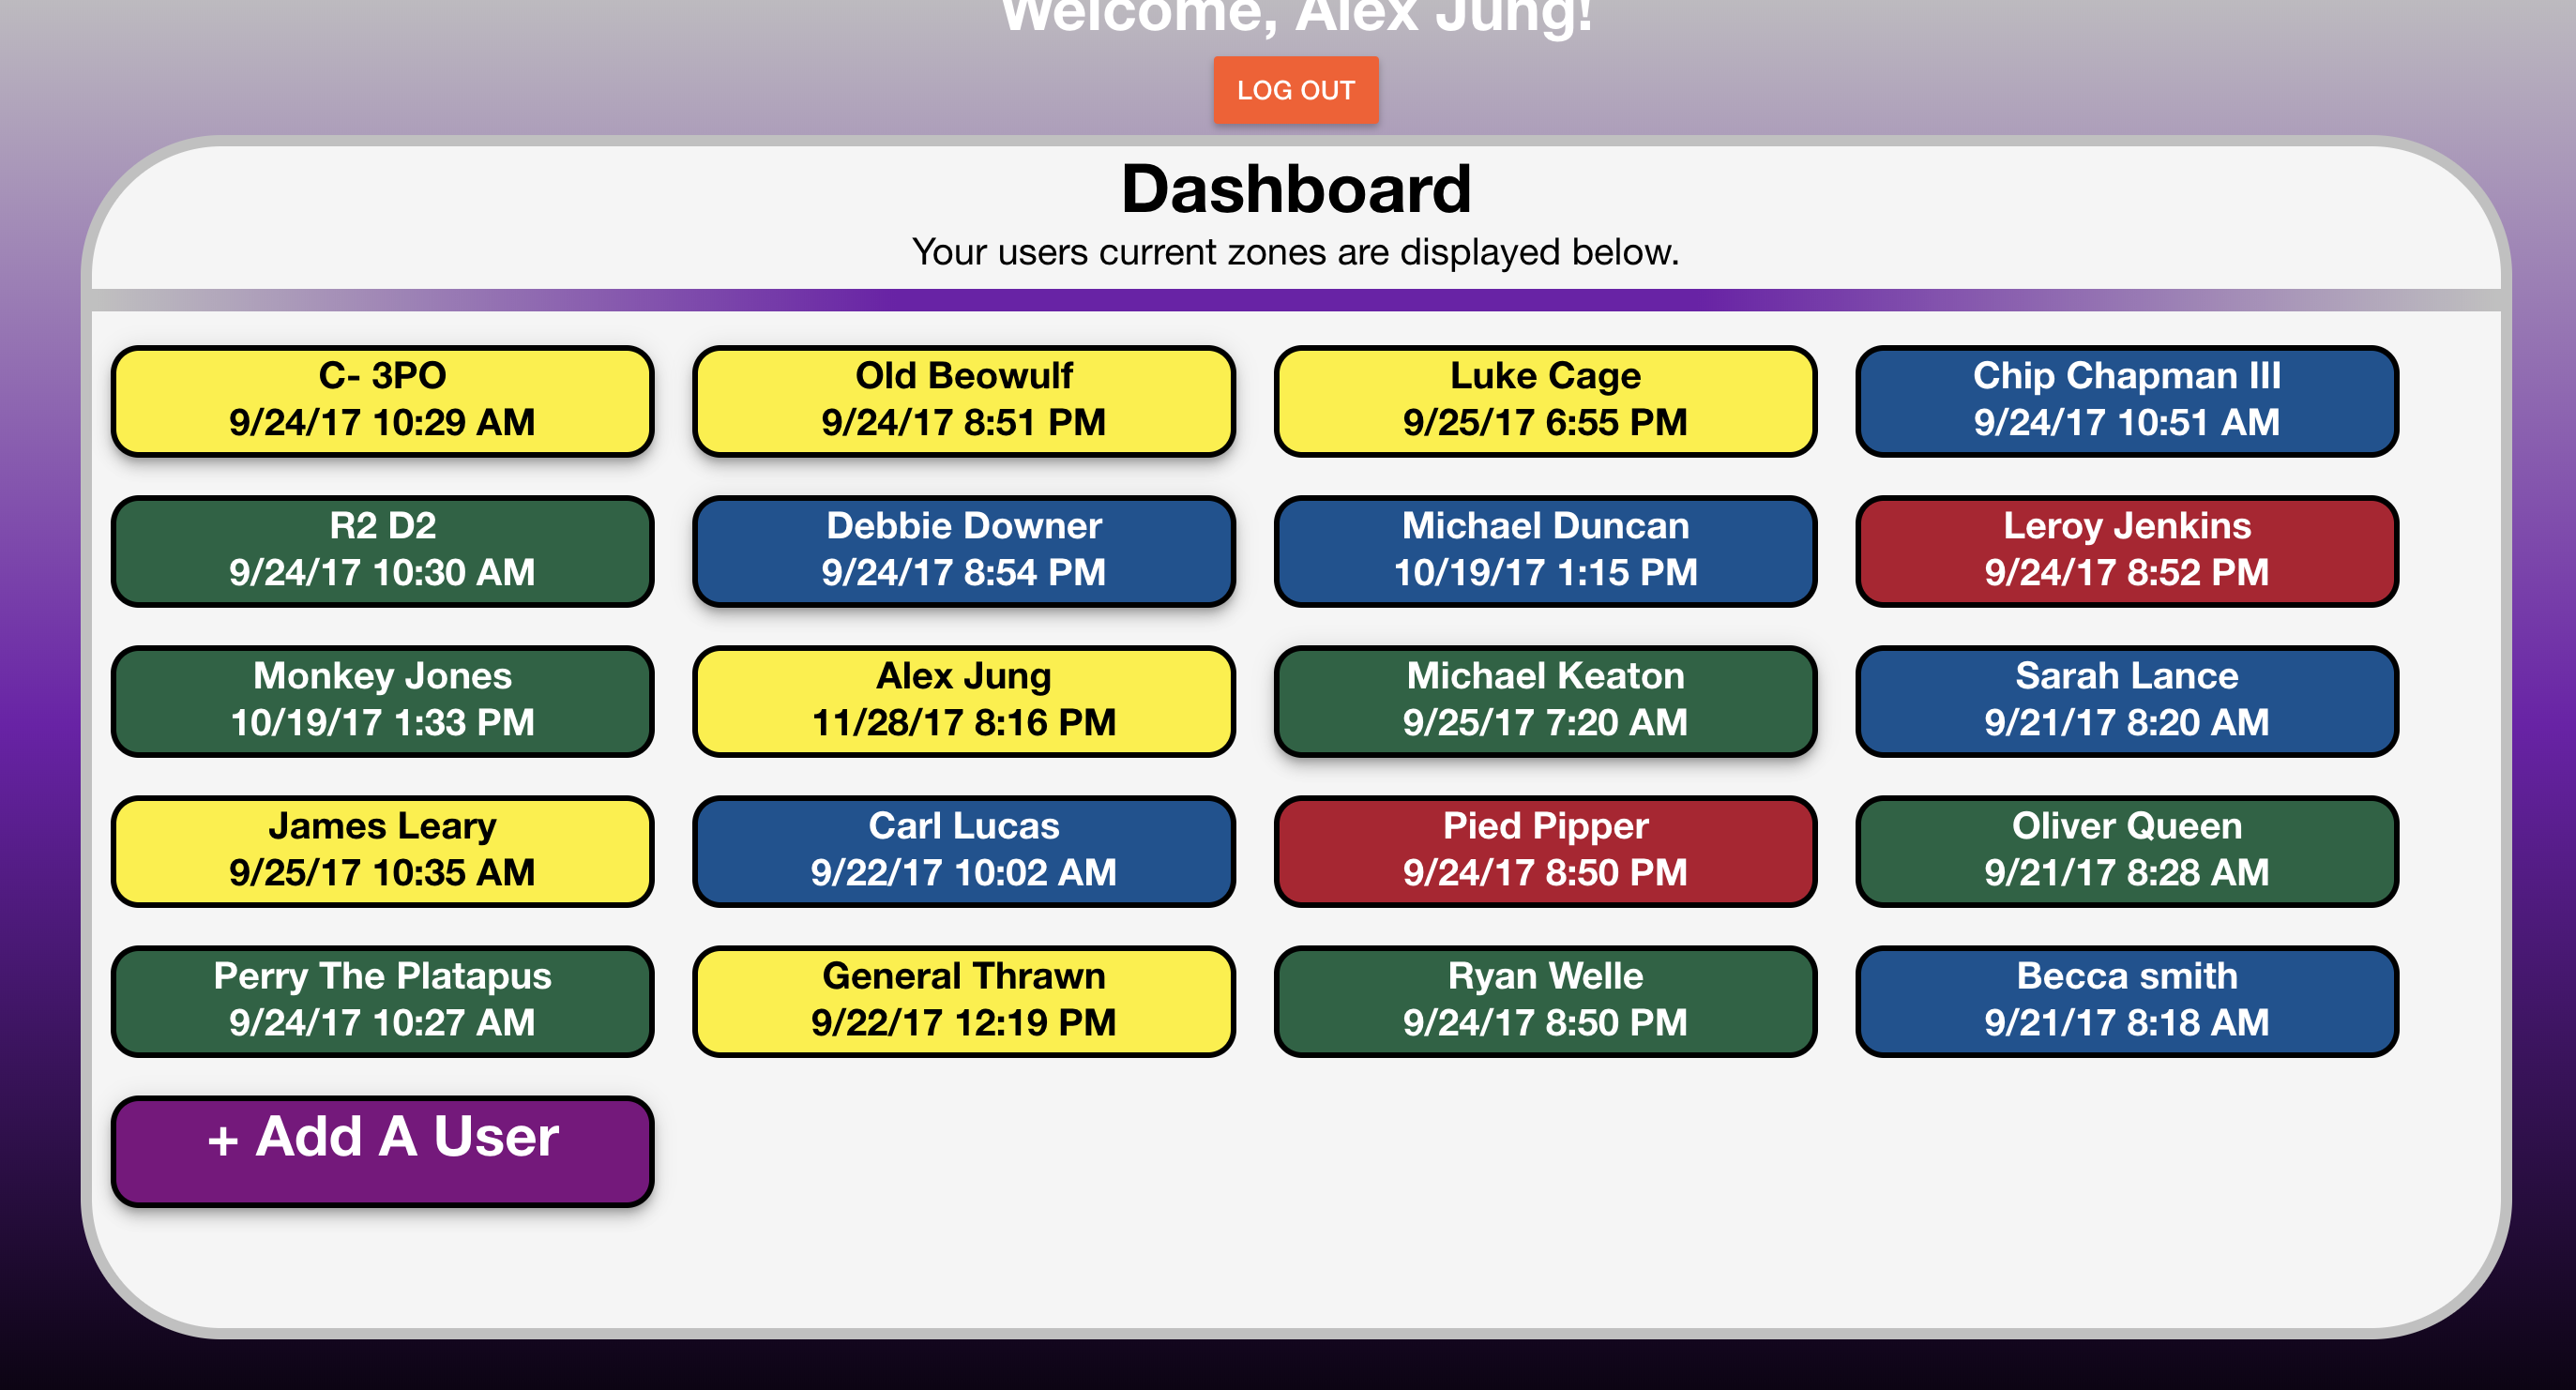 Welcome, Alex Jung!
LOG OUT
Dashboard
Your users current zones are displayed below.
C- 3PO
9/24/17 10:29 AM
Old Beowulf
9/24/17 8:51 PM
Luke Cage
9/25/17 6:55 PM
Chip Chapman III
9/24/17 10:51 AM
R2 D2
9/24/17 10:30 AM
Debbie Downer
9/24/17 8:54 PM
Michael Duncan
10/19/17 1:15 PM
Leroy Jenkins
9/24/17 8:52 PM
Monkey Jones
10/19/17 1:33 PM
Alex Jung
11/28/17 8:16 PM
Michael Keaton
9/25/17 7:20 AM
Sarah Lance
9/21/17 8:20 AM
James Leary
9/25/17 10:35 AM
Carl Lucas
9/22/17 10:02 AM
Pied Pipper
9/24/17 8:50 PM
Oliver Queen
9/21/17 8:28 AM
Perry The Platapus
9/24/17 10:27 AM
General Thrawn
9/22/17 12:19 PM
Ryan Welle
9/24/17 8:50 PM
Becca smith
9/21/17 8:18 AM
+ Add A User